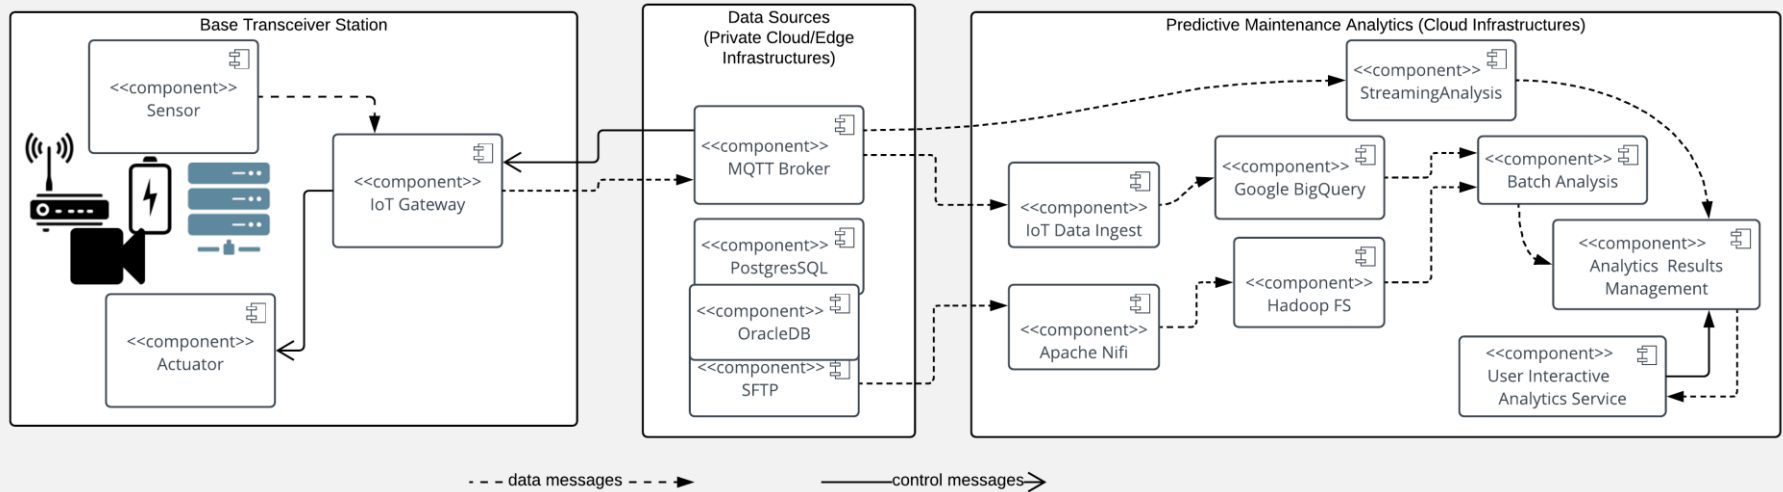 Base Transceiver Station
<<component>>
Sensor
<<component>>
IoT Gateway
<<component>>
Actuator
Data Sources
(Private Cloud/Edge
Infrastructures)
<<component>>
MQTT Broker
<<component>>
PostgresSQL
<<component>>
OracleDB
<<component>>
SFTP
Predictive Maintenance Analytics (Cloud Infrastructures)
<<component>>
StreamingAnalysis
<<component>>
IoT Data Ingest
<<component>>
Google BigQuery
<<component>>
Batch Analysis
<<component>>
Apache Nifi
<<component>>
Hadoop FS
<<component>>
Analytics Results
Management
<<component>>
User Interactive
Analytics Service
data messages
control messages